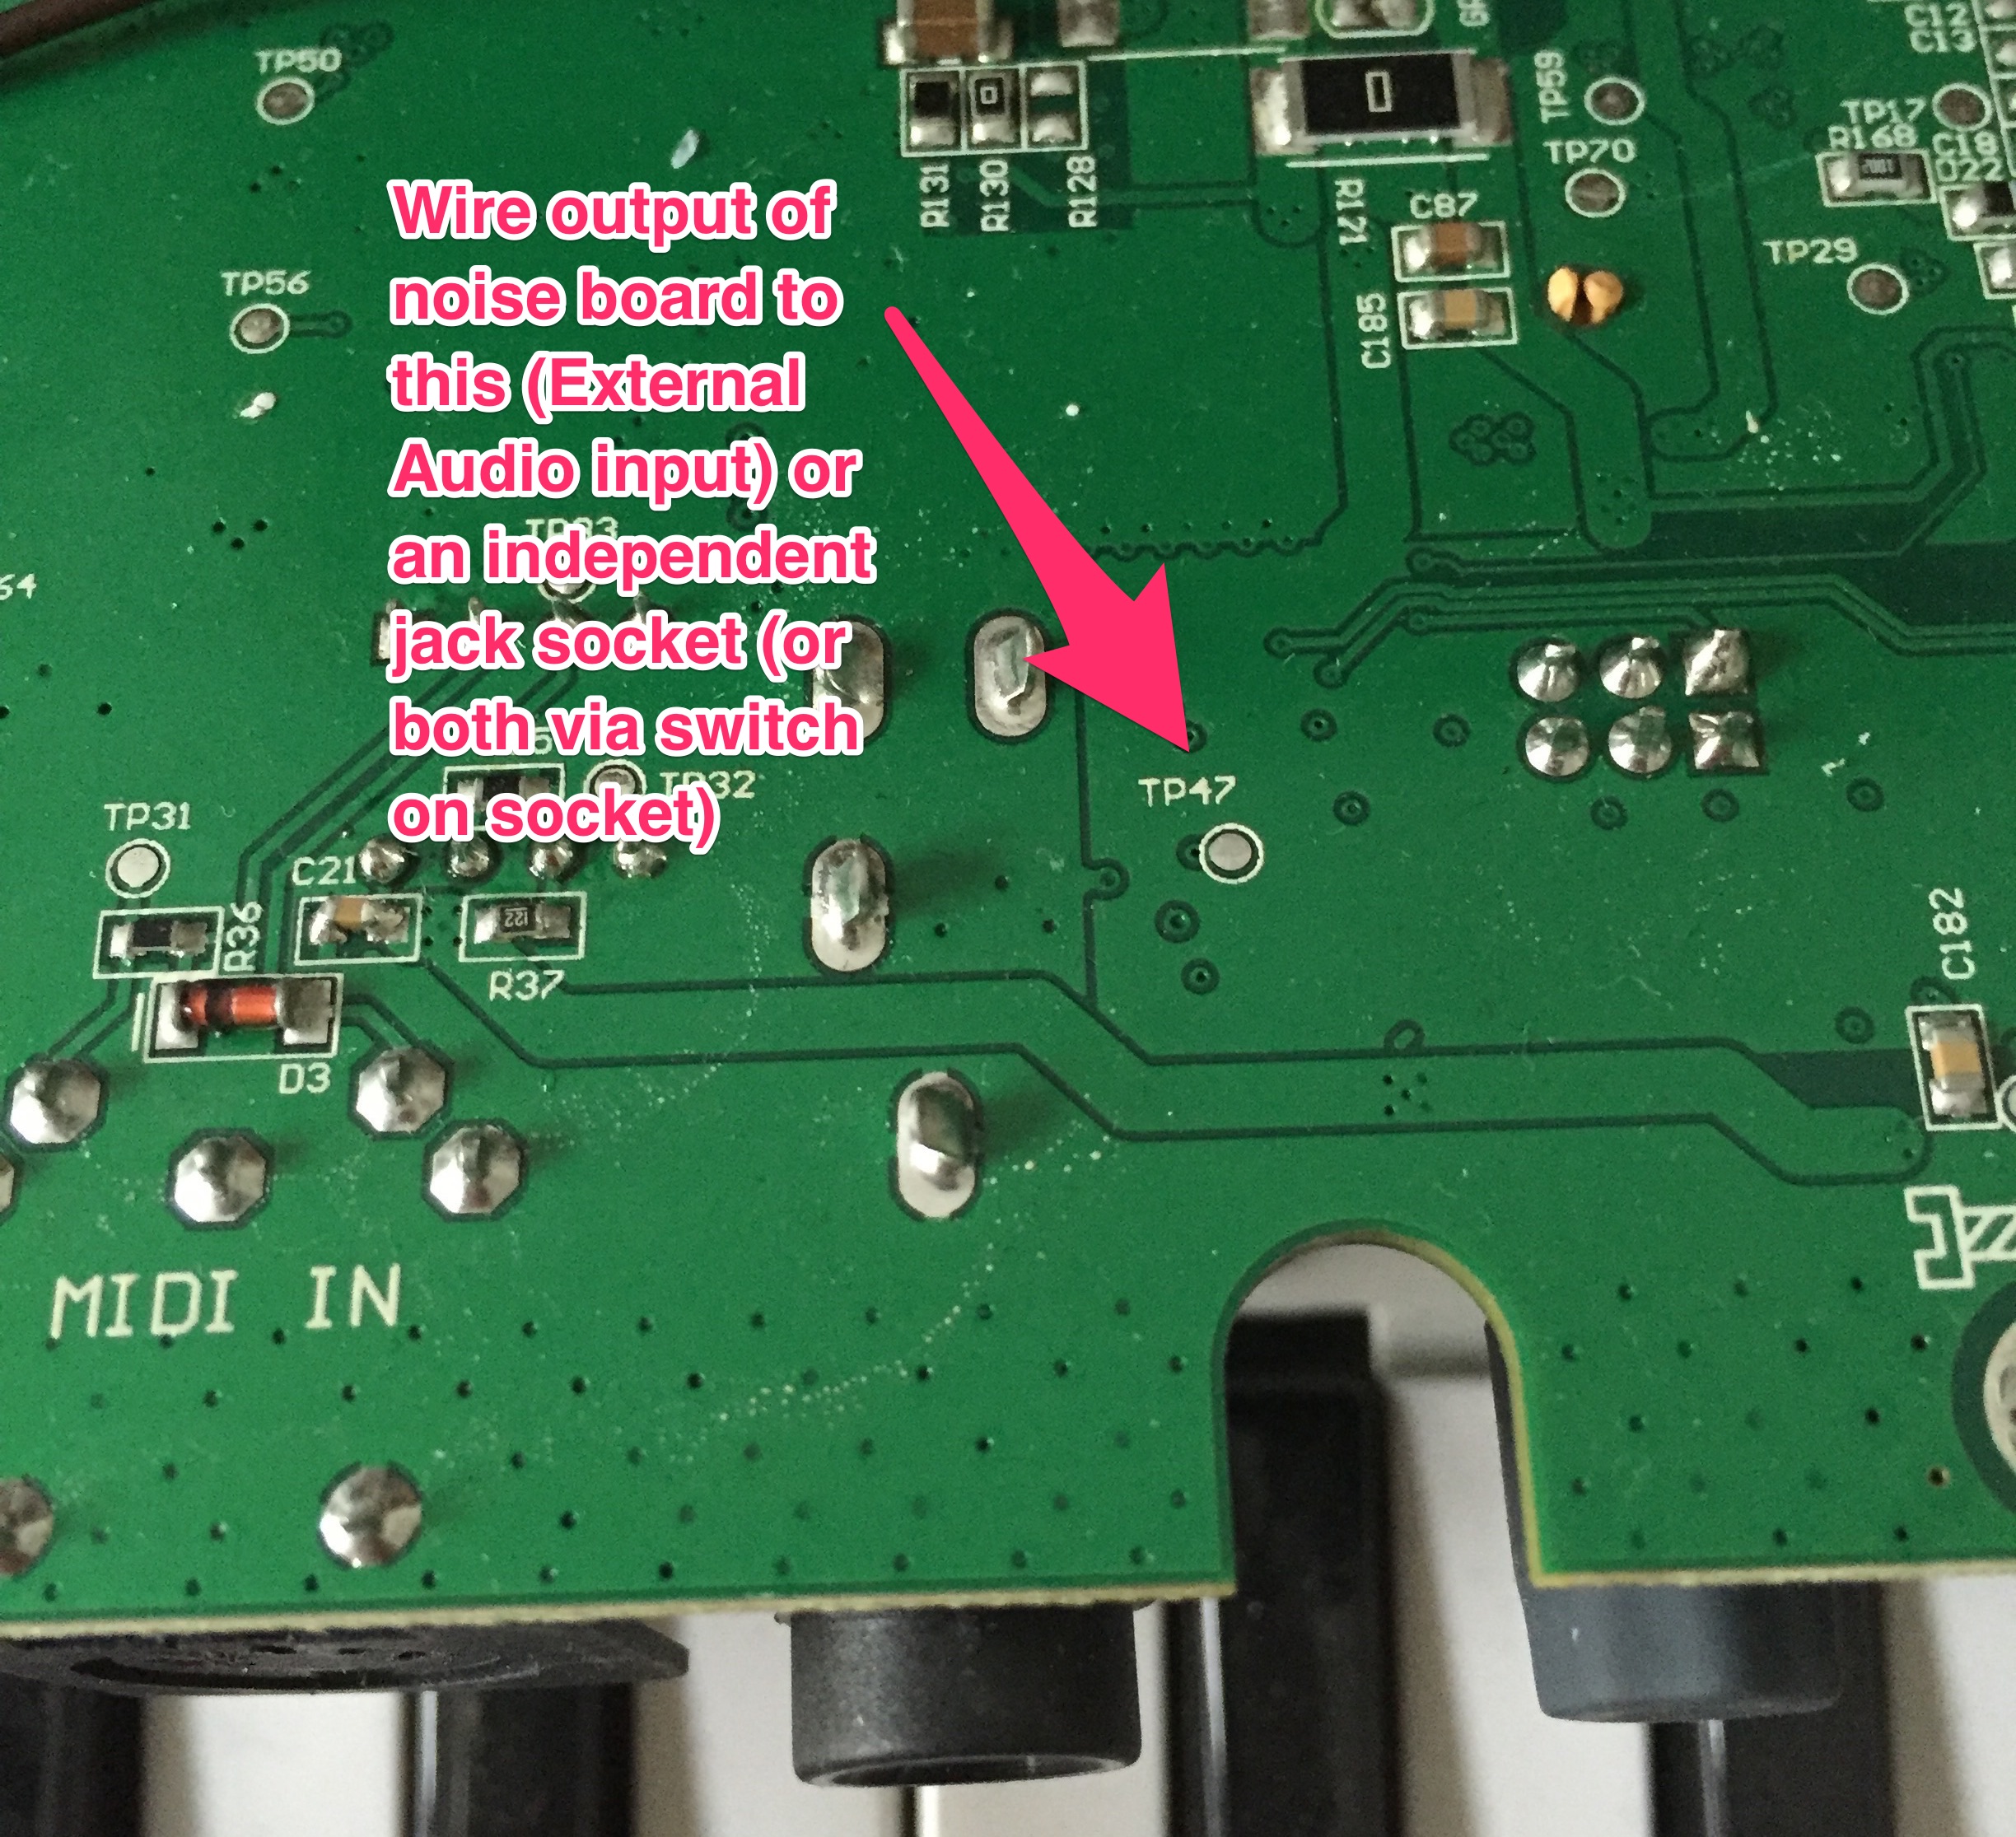 TP50
TP59
C12
C13
TP17
R168
C18
TP70
R131
R130
R128
R121
C87
TP29
TP56
C185
Wire output of
noise board to
this (External
Audio input) or
an independent
jack socket (or
both via switch
on socket)
64
TP32
TP47
TP31
C21
R36
R37
D3
C182
MIDI IN